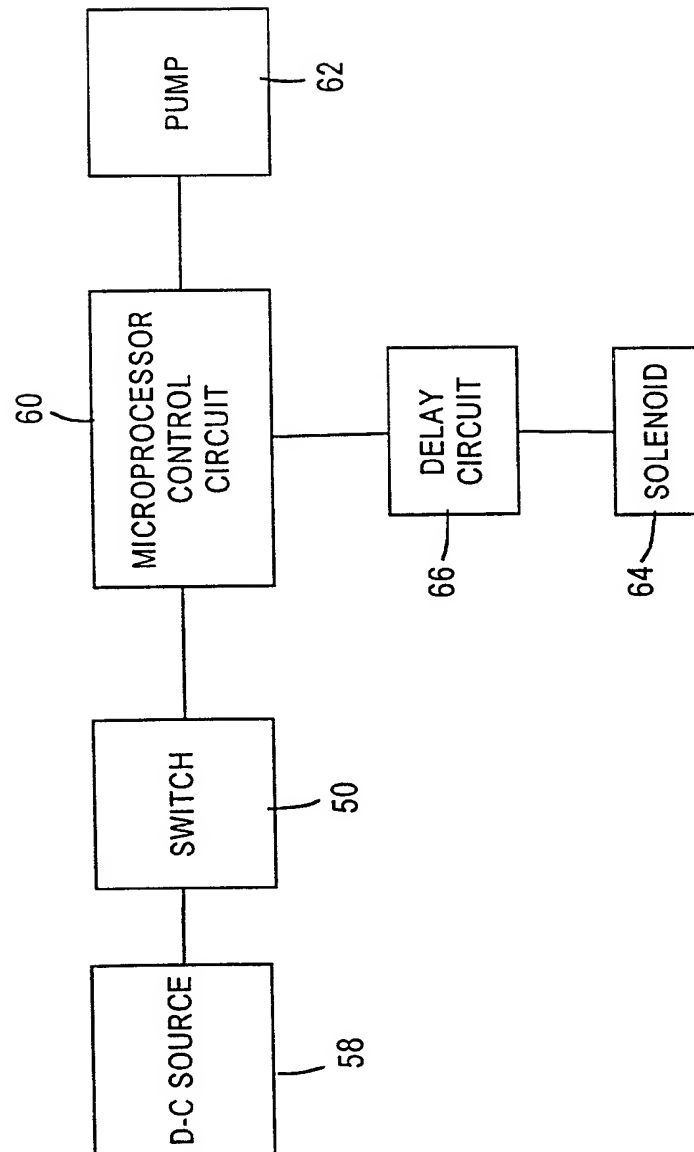 D-C SOURCE
58
SWITCH
50
60
MICROPROCESSOR
CONTROL
CIRCUIT
PUMP
62
DELAY
CIRCUIT
66
SOLENOID
64